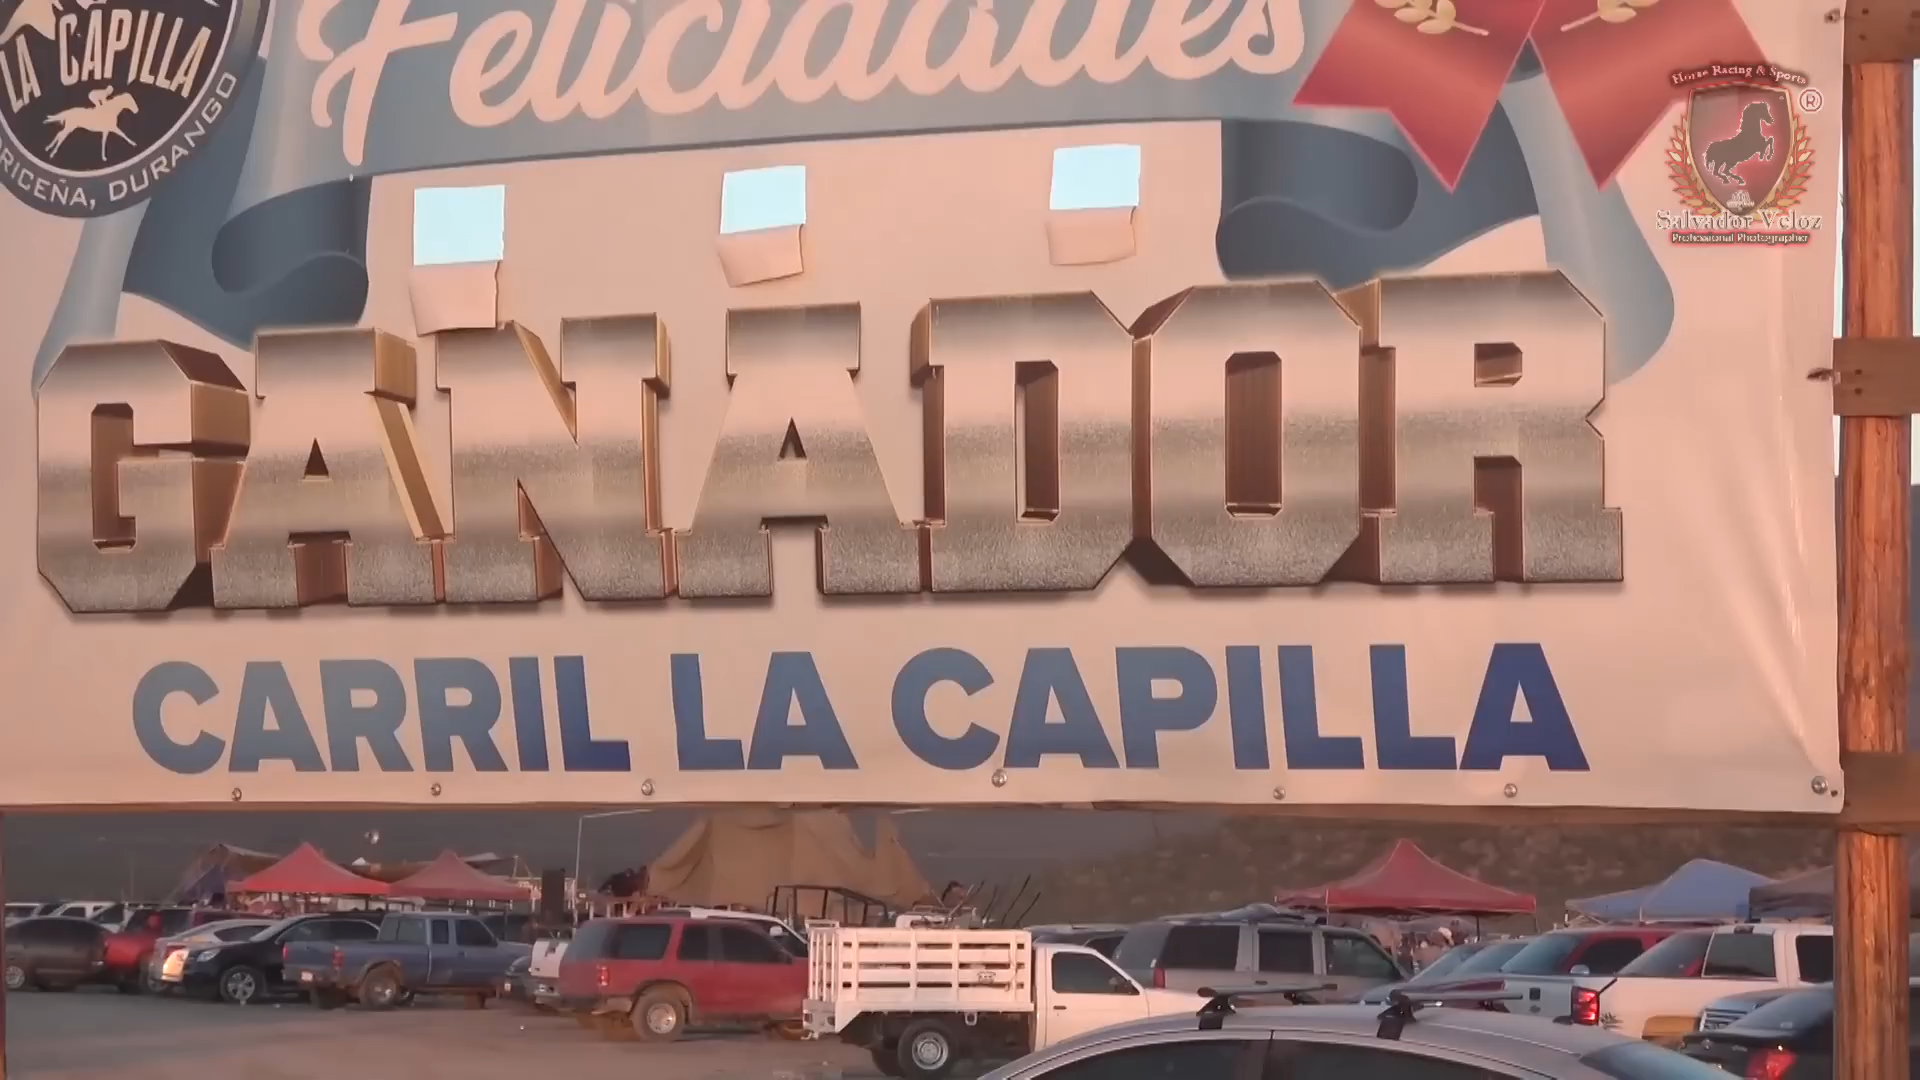 Felicidades
LA CAPILLA
DURANGO
Horse Racing & Sports
®
Salvador Veloz
Professional Photographer
GANADOR
CARRIL LA CAPILLA